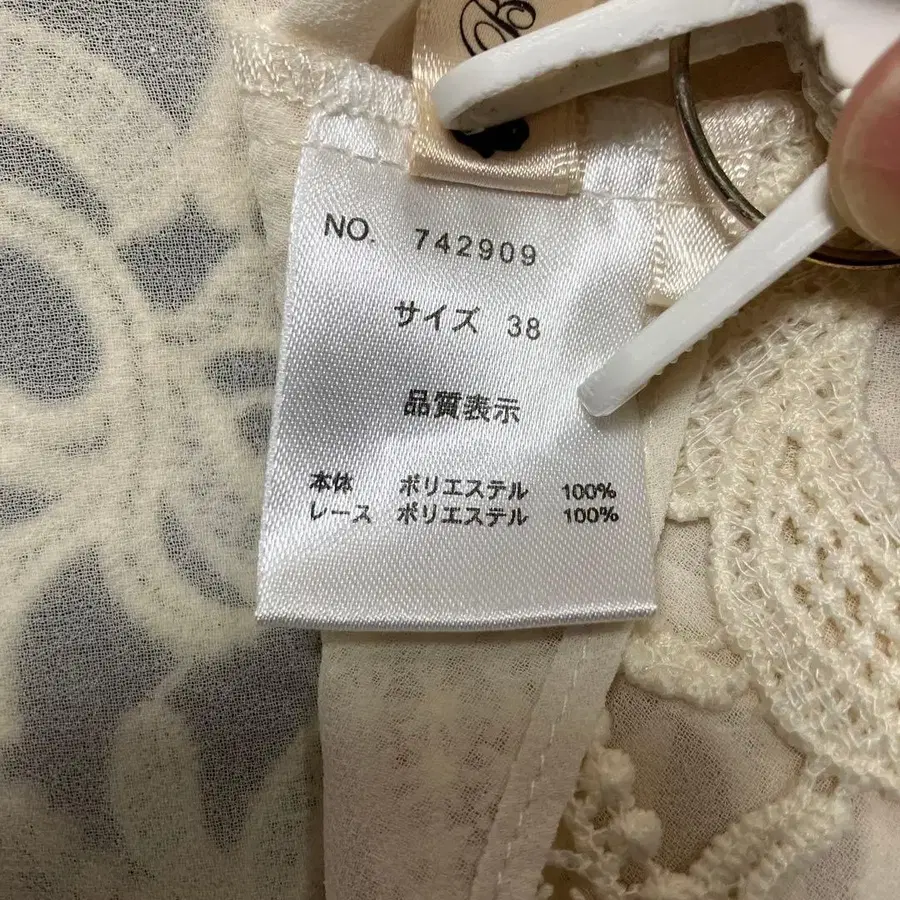 B
NO. 742909
サイズ 38
品質表示
本体 ポリエステル 100%
レース ポリエステル 100%